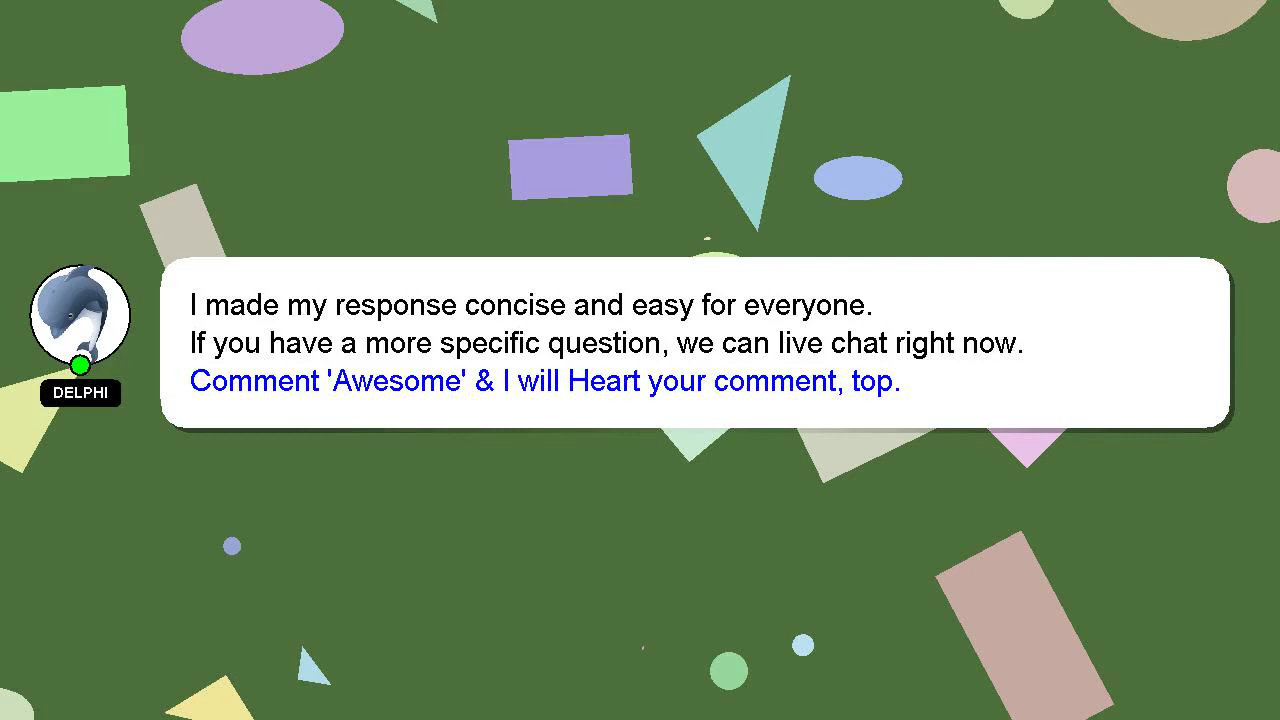 I made my response concise and easy for everyone.
If you have a more specific question, we can live chat right now.
Comment 'Awesome' & I will Heart your comment, top.
DELPHI